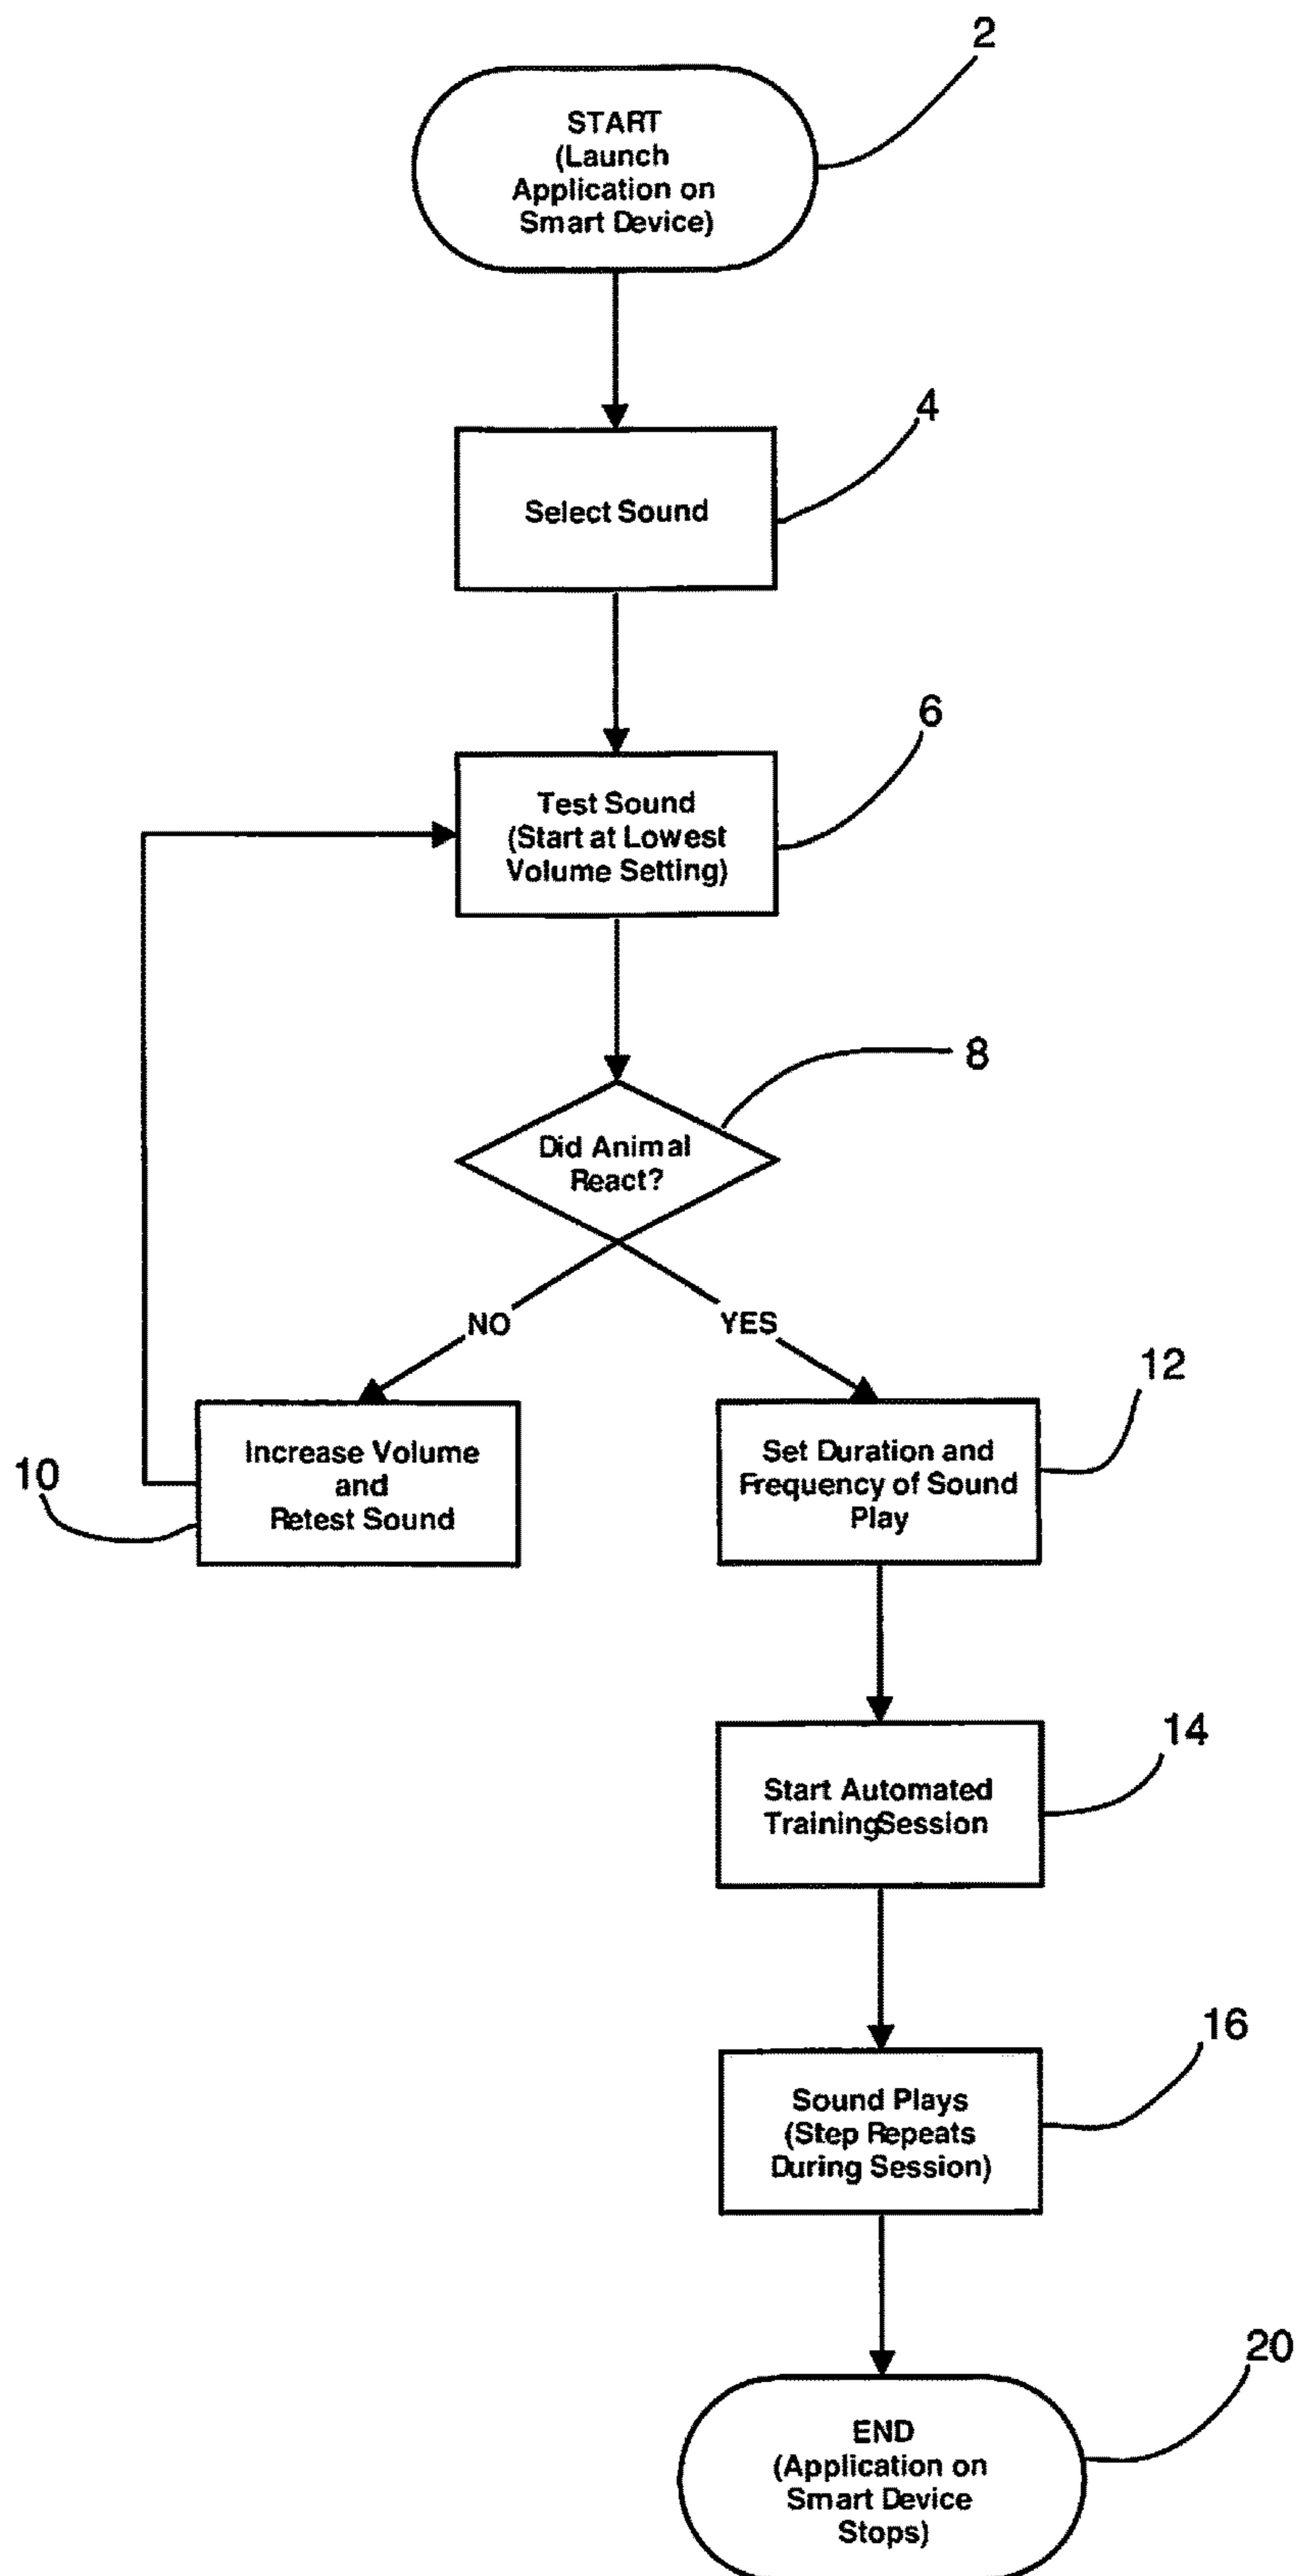 2
START
(Launch
Application on
Smart Device)
4
Select Sound
6
Test Sound
(Start at Lowest
Volume Setting)
8
Did Animal
React?
NO
YES
10
Increase Volume
and
Retest Sound
12
Set Duration and
Frequency of Sound
Play
14
Start Automated
TrainingSession
16
Sound Plays
(Step Repeats
During Session)
20
END
(Application on
Smart Device
Stops)